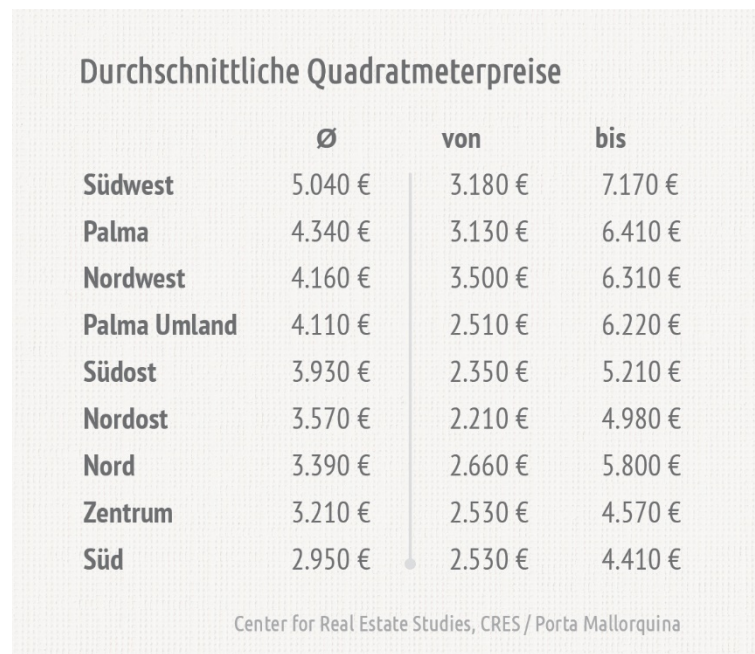 Durchschnittliche Quadratmeterpreise
Ø von bis
Südwest 5.040 € 3.180 € 7.170 €
Palma 4.340 € 3.130 € 6.410 €
Nordwest 4.160 € 3.500 € 6.310 €
Palma Umland 4.110 € 2.510 € 6.220 €
Südost 3.930 € 2.350 € 5.210 €
Nordost 3.570 € 2.210 € 4.980 €
Nord 3.390 € 2.660 € 5.800 €
Zentrum 3.210 € 2.530 € 4.570 €
Süd 2.950 € 2.530 € 4.410 €
Center for Real Estate Studies, CRES / Porta Mallorquina